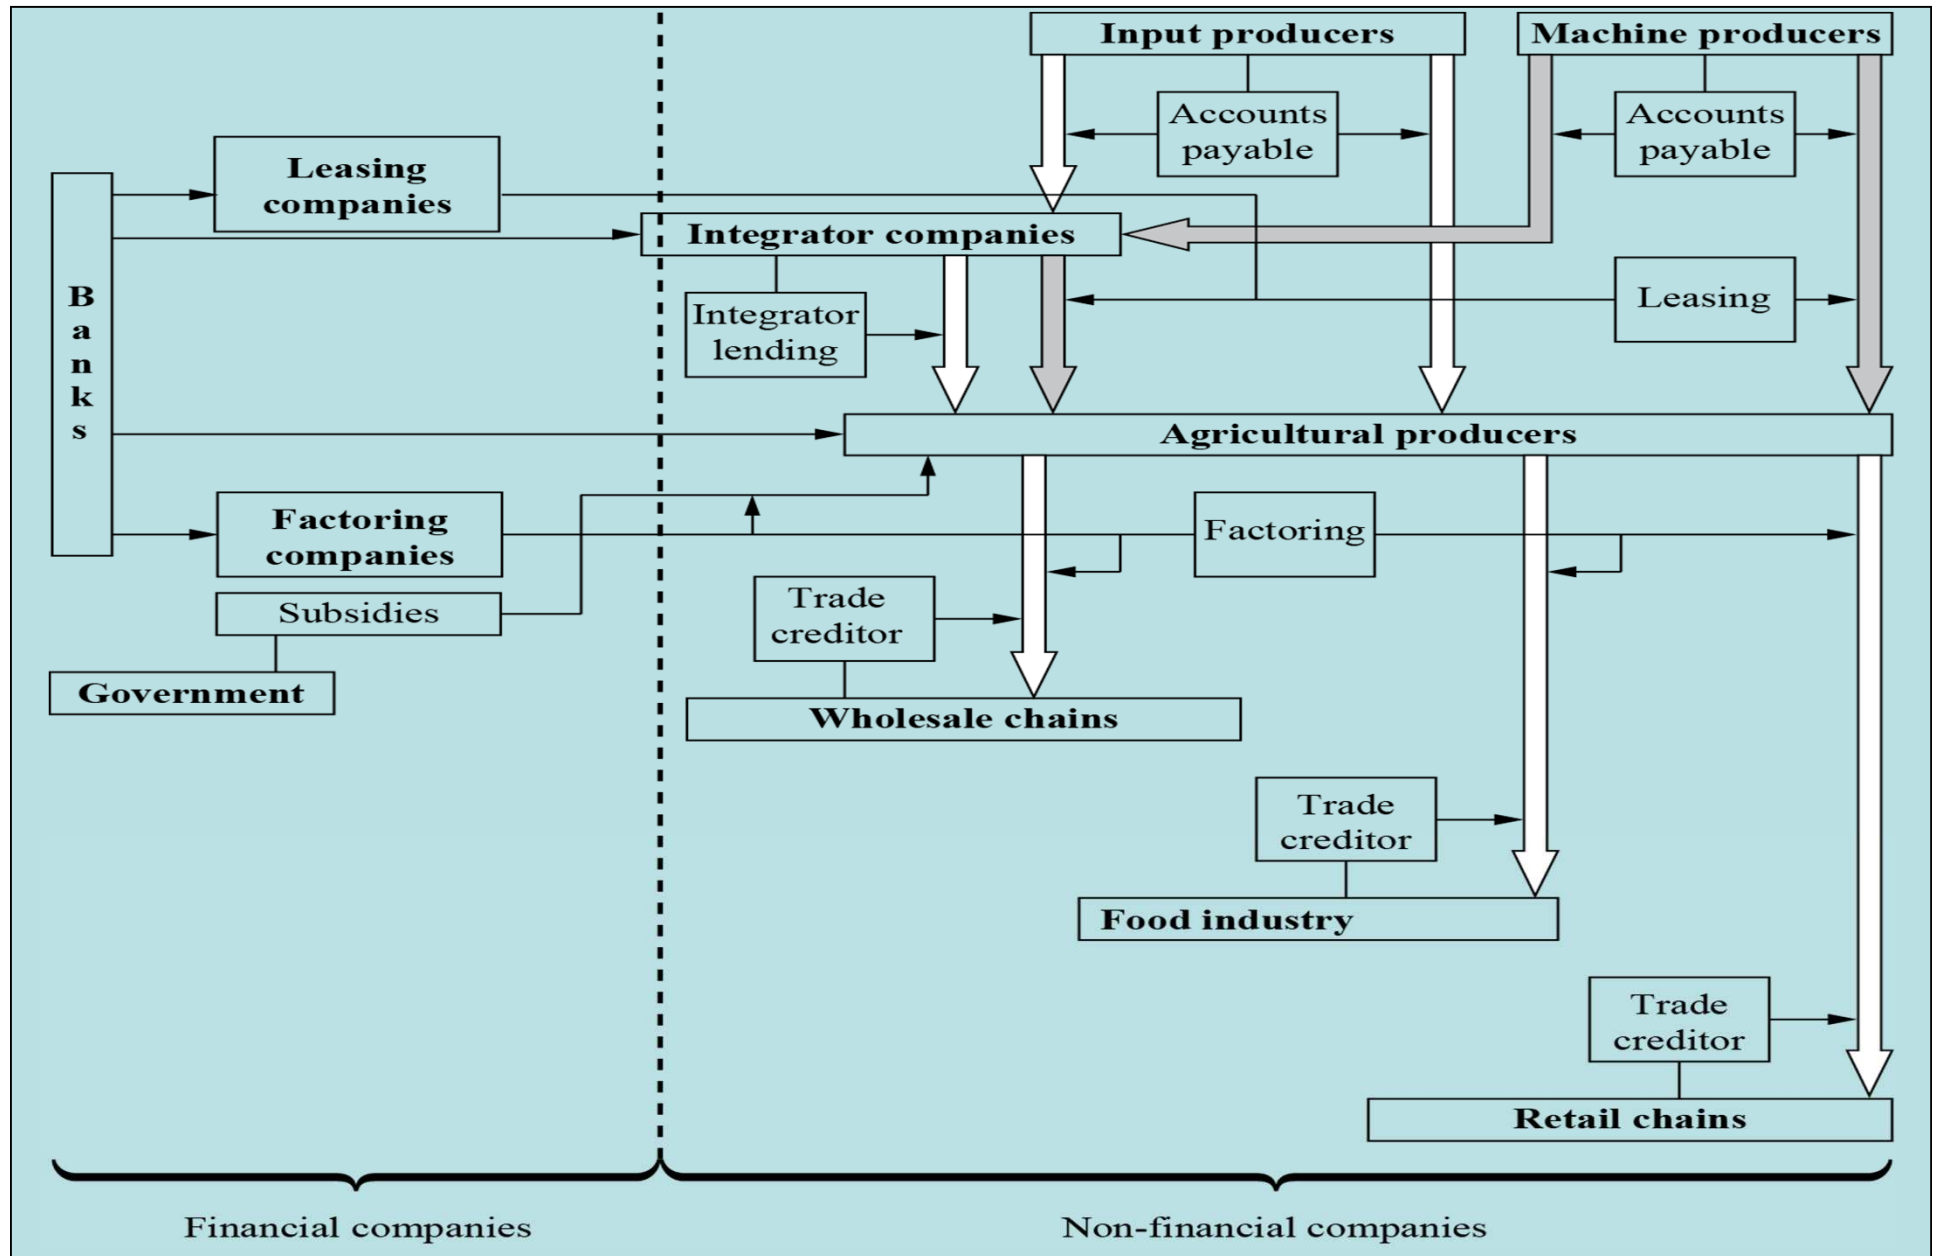 Input producers
Machine producers
Accounts
payable
Accounts
payable
Leasing
companies
Integrator companies
Banks
Integrator
lending
Leasing
Agricultural producers
Factoring
companies
Factoring
Subsidies
Trade
creditor
Government
Wholesale chains
Trade
creditor
Food industry
Trade
creditor
Retail chains
Financial companies
Non-financial companies